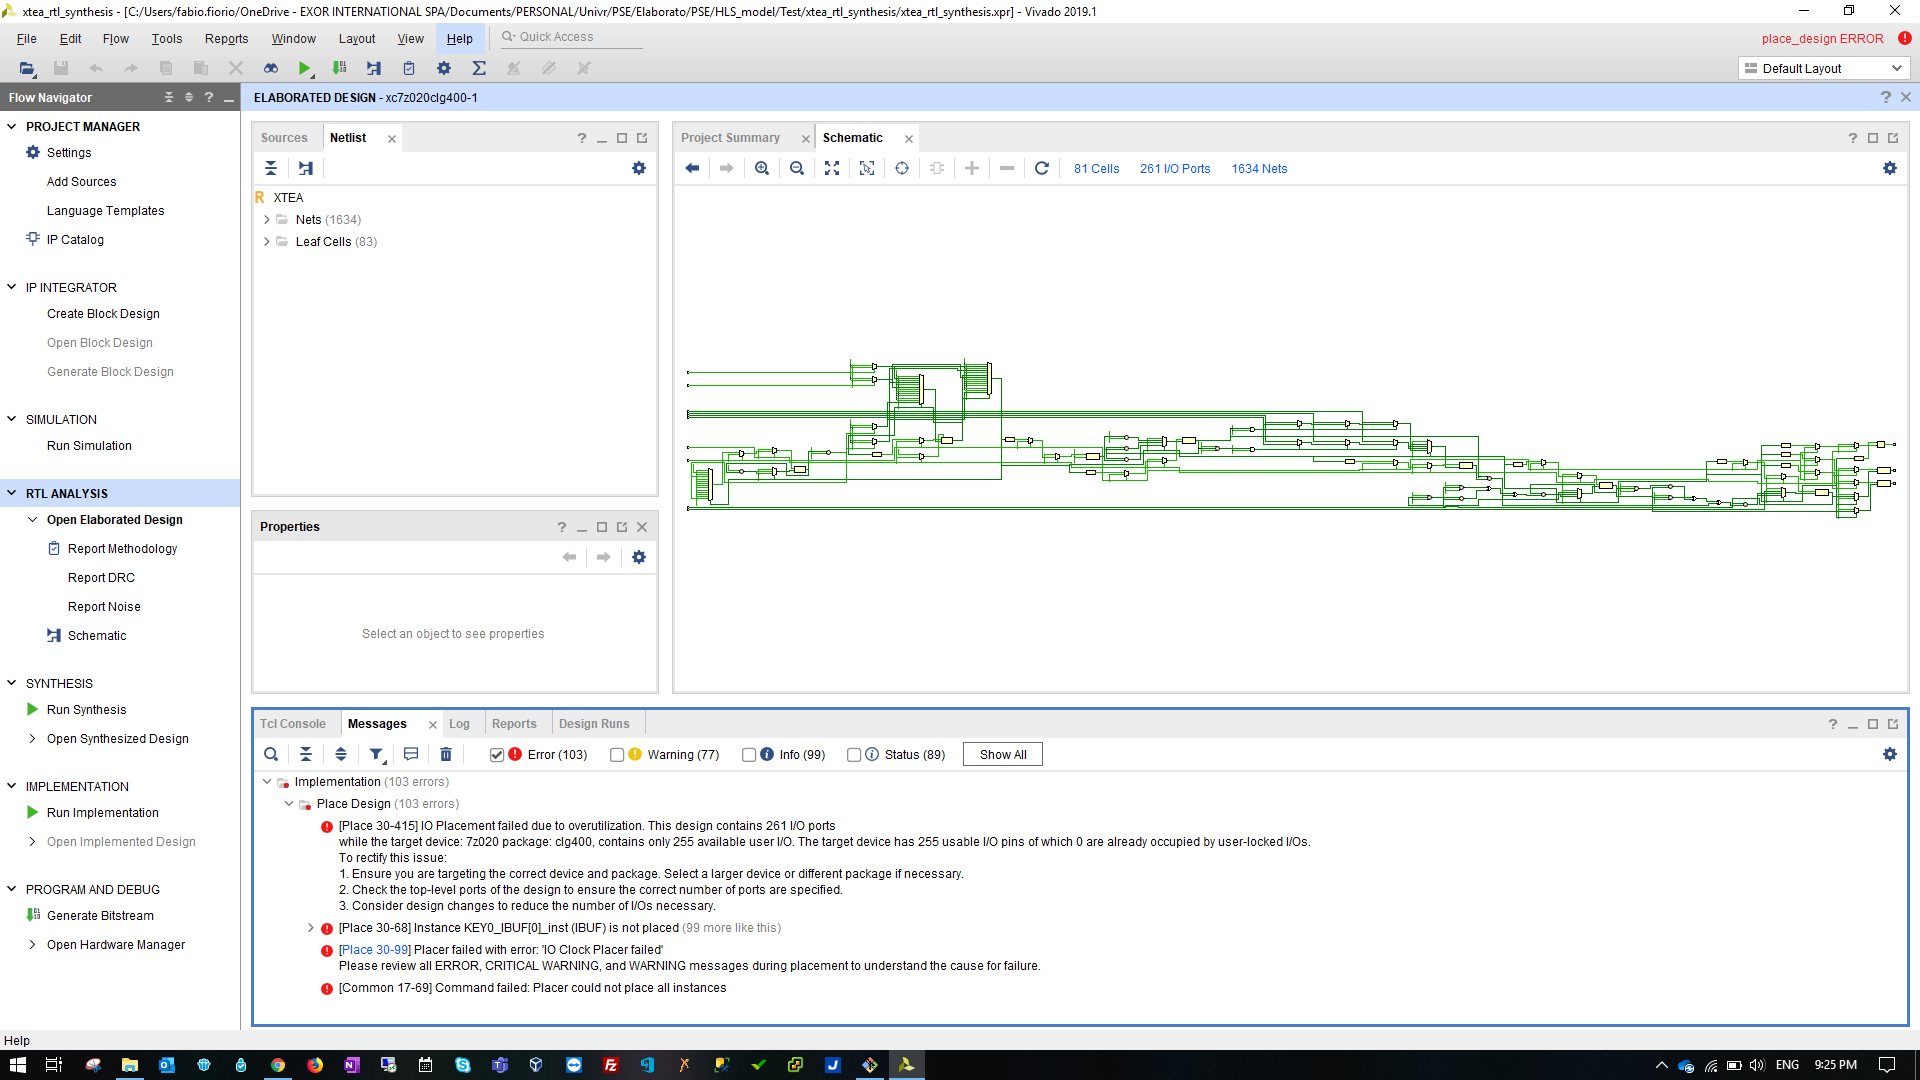 xtea_rtl_synthesis - [C:/Users/fabio.fiorio/OneDrive - EXOR INTERNATIONAL SPA/Documents/PERSONAL/Univr/PSE/Elaborato/PSE/HLS_model/Test/xtea_rtl_synthesis/xtea_rtl_synthesis.xpr] - Vivado 2019.1
File Edit Flow Tools Reports Window Layout View Help Quick Access
place_design ERROR
Default Layout
Flow Navigator
ELABORATED DESIGN - xc7z020clg400-1
PROJECT MANAGER
Settings
Add Sources
Language Templates
IP Catalog
IP INTEGRATOR
Create Block Design
Open Block Design
Generate Block Design
SIMULATION
Run Simulation
RTL ANALYSIS
Open Elaborated Design
Report Methodology
Report DRC
Report Noise
Schematic
SYNTHESIS
Run Synthesis
Open Synthesized Design
IMPLEMENTATION
Run Implementation
Open Implemented Design
PROGRAM AND DEBUG
Generate Bitstream
Open Hardware Manager
Sources Netlist
XTEA
Nets (1634)
Leaf Cells (83)
Properties
Select an object to see properties
Project Summary Schematic
81 Cells 261 I/O Ports 1634 Nets
Tcl Console Messages Log Reports Design Runs
Error (103) Warning (77) Info (99) Status (89) Show All
Implementation (103 errors)
Place Design (103 errors)
[Place 30-415] IO Placement failed due to overutilization. This design contains 261 I/O ports
while the target device: 7z020 package: clg400, contains only 255 available user I/O. The target device has 255 usable I/O pins of which 0 are already occupied by user-locked I/Os.
To rectify this issue:
1. Ensure you are targeting the correct device and package. Select a larger device or different package if necessary.
2. Check the top-level ports of the design to ensure the correct number of ports are specified.
3. Consider design changes to reduce the number of I/Os necessary.
[Place 30-68] Instance KEY0_IBUF[0]_inst (IBUF) is not placed (99 more like this)
[Place 30-99] Placer failed with error: 'IO Clock Placer failed'
Please review all ERROR, CRITICAL WARNING, and WARNING messages during placement to understand the cause for failure.
[Common 17-69] Command failed: Placer could not place all instances
Help
ENG 9:25 PM